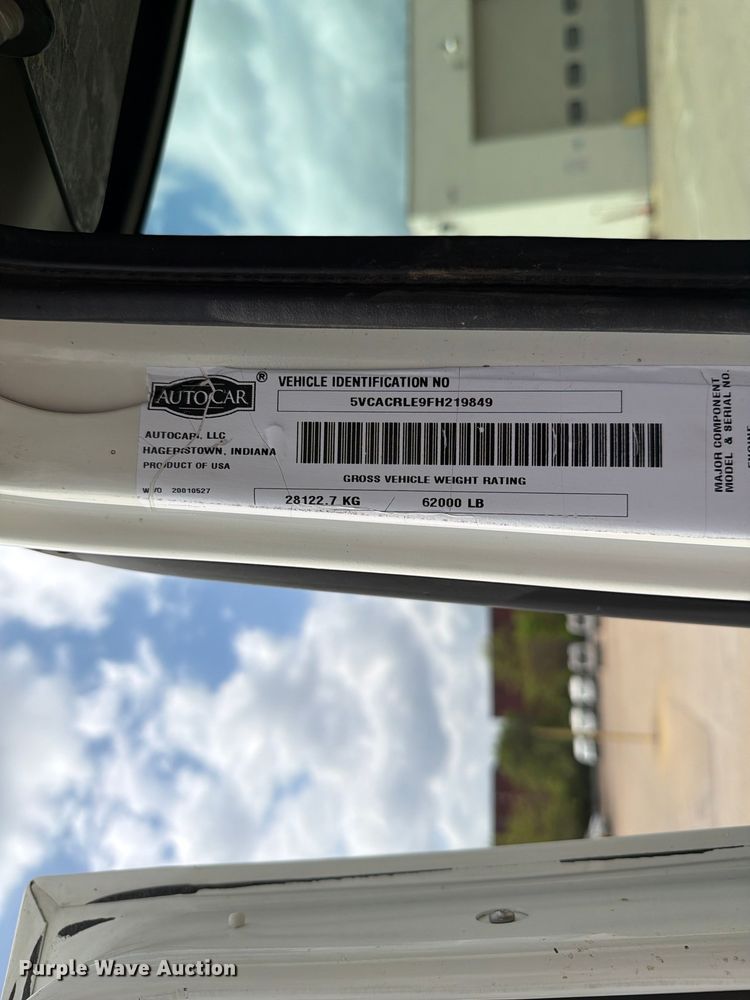 AUTOCAR ®
VEHICLE IDENTIFICATION NO
5VCACRLE9FH219849
AUTOCAR, LLC
HAGERSTOWN, INDIANA
PRODUCT OF USA
GROSS VEHICLE WEIGHT RATING
W/O 20010527
28122.7 KG / 62000 LB
MAJOR COMPONENT
MODEL & SERIAL NO.
ENGINE
Purple Wave Auction